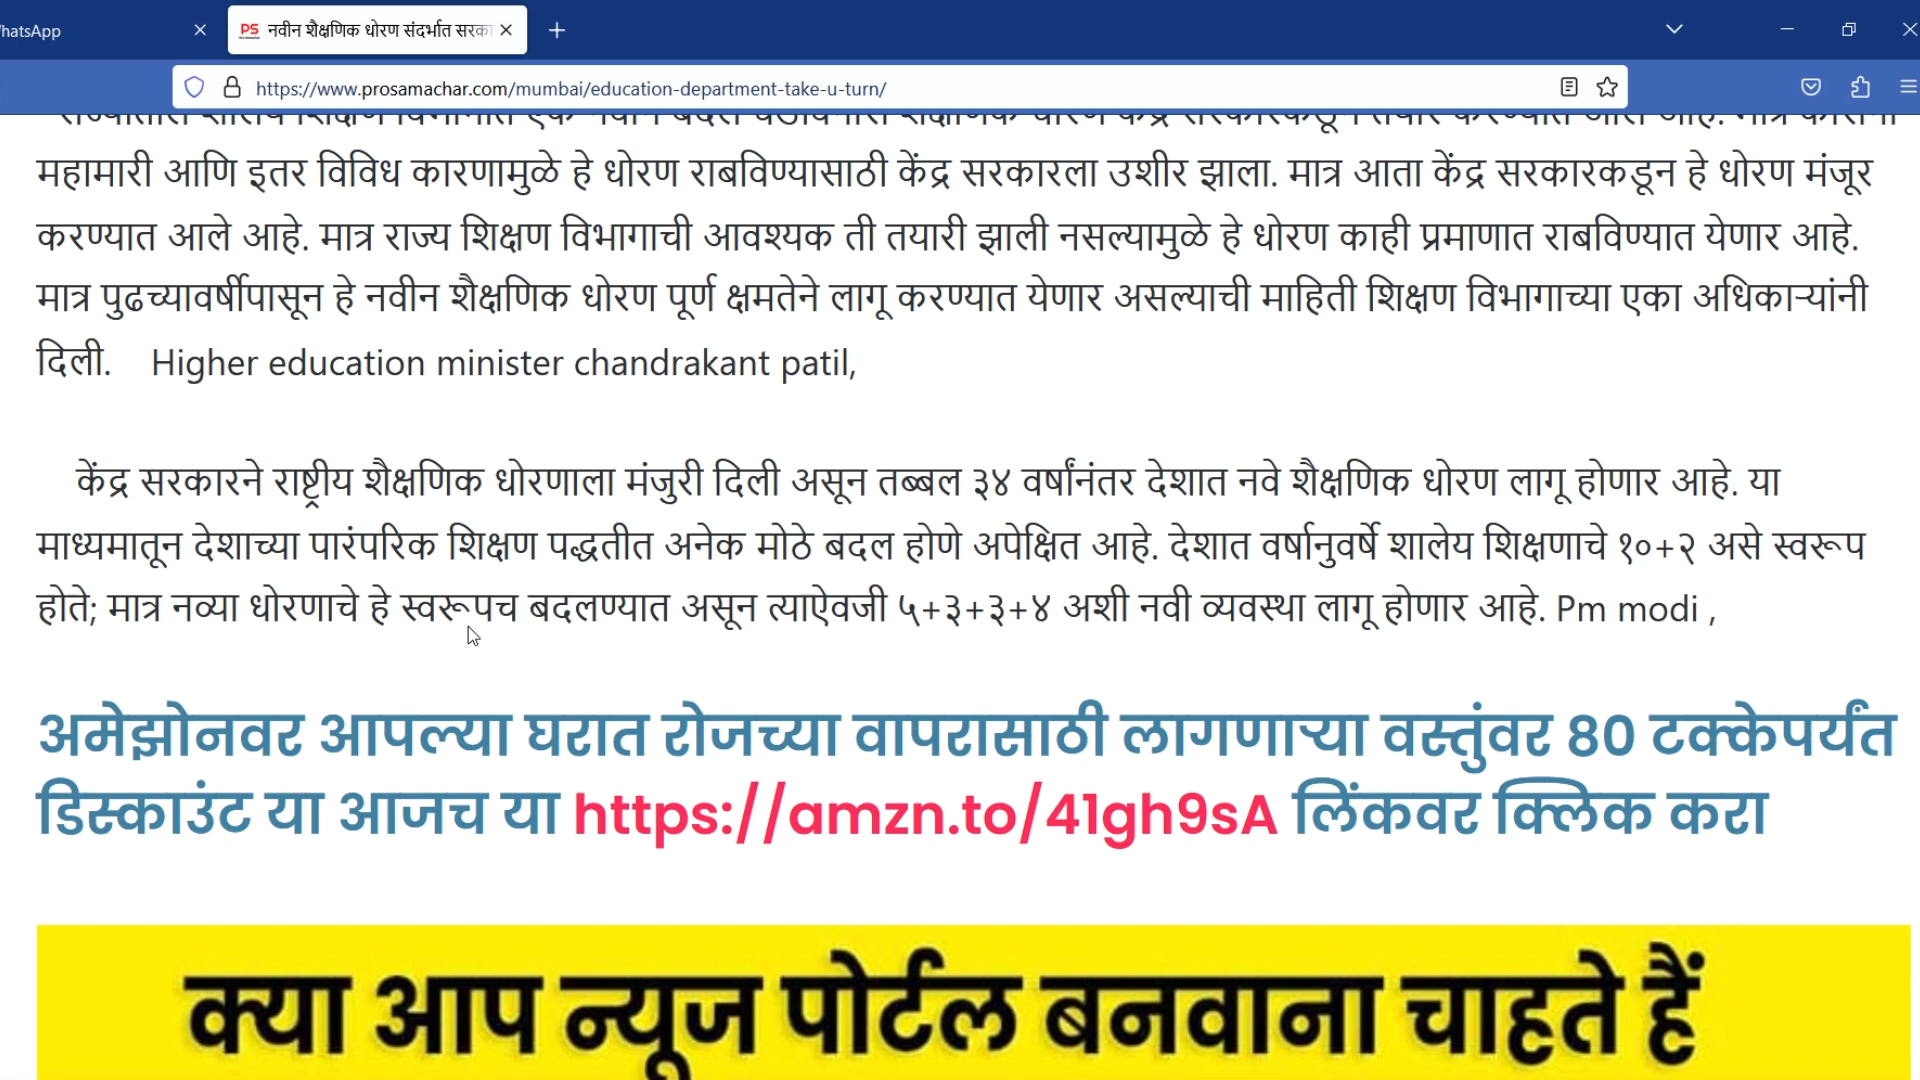 hatsApp
PS नवीन शैक्षणिक धोरण संदर्भात सरका
https://www.prosamachar.com/mumbai/education-department-take-u-turn/
महामारी आणि इतर विविध कारणामुळे हे धोरण राबविण्यासाठी केंद्र सरकारला उशीर झाला. मात्र आता केंद्र सरकारकडून हे धोरण मंजूर
करण्यात आले आहे. मात्र राज्य शिक्षण विभागाची आवश्यक ती तयारी झाली नसल्यामुळे हे धोरण काही प्रमाणात राबविण्यात येणार आहे.
मात्र पुढच्यावर्षीपासून हे नवीन शैक्षणिक धोरण पूर्ण क्षमतेने लागू करण्यात येणार असल्याची माहिती शिक्षण विभागाच्या एका अधिकाऱ्यांनी
दिली. Higher education minister chandrakant patil,
केंद्र सरकारने राष्ट्रीय शैक्षणिक धोरणाला मंजुरी दिली असून तब्बल ३४ वर्षांनंतर देशात नवे शैक्षणिक धोरण लागू होणार आहे. या
माध्यमातून देशाच्या पारंपरिक शिक्षण पद्धतीत अनेक मोठे बदल होणे अपेक्षित आहे. देशात वर्षानुवर्षे शालेय शिक्षणाचे १०+२ असे स्वरूप
होते; मात्र नव्या धोरणाचे हे स्वरूपच बदलण्यात असून त्याऐवजी ५+३+३+४ अशी नवी व्यवस्था लागू होणार आहे. Pm modi ,
अमेझोनवर आपल्या घरात रोजच्या वापरासाठी लागणाऱ्या वस्तुंवर 80 टक्केपर्यंत
डिस्काउंट या आजच या https://amzn.to/41gh9sA लिंकवर क्लिक करा
क्या आप न्यूज पोर्टल बनवाना चाहते हैं